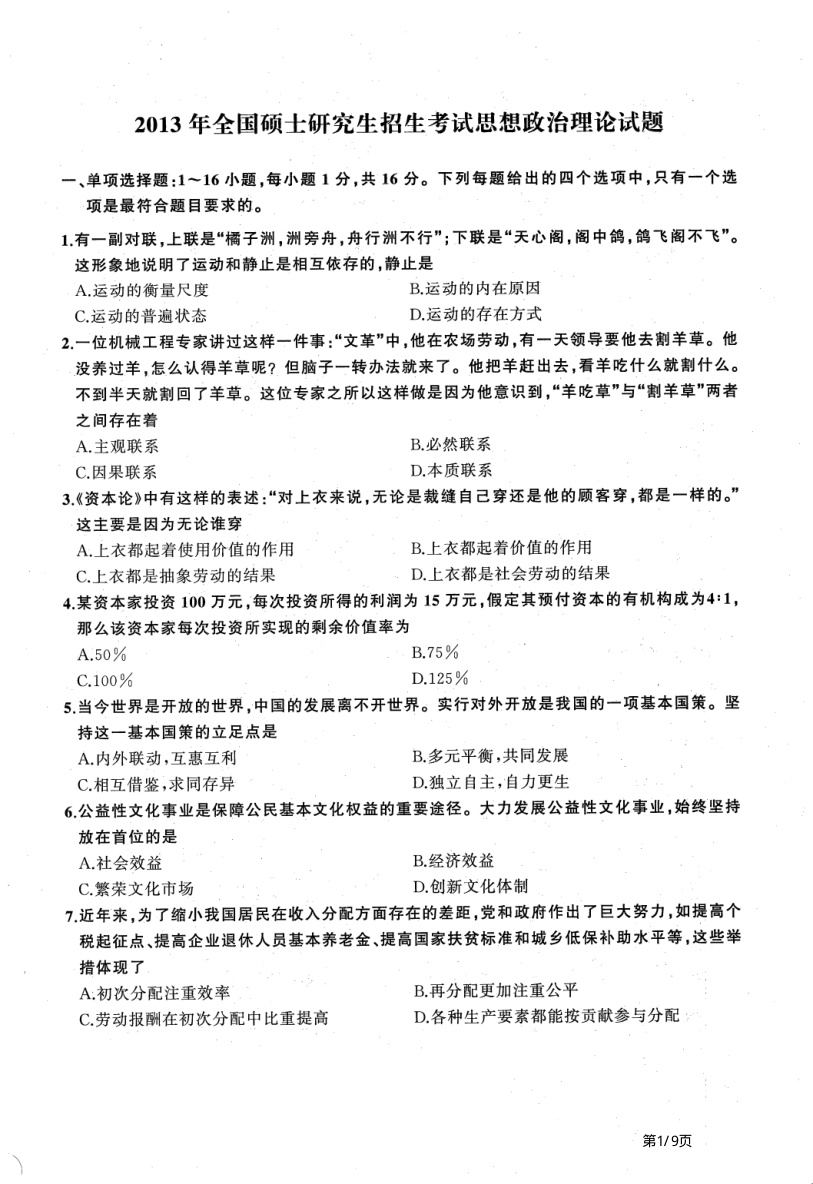 2013 年全国硕士研究生招生考试思想政治理论试题
一、单项选择题:1～16 小题,每小题 1 分,共 16 分。下列每题给出的四个选项中,只有一个选
项是最符合题目要求的。
1.有一副对联,上联是“橘子洲,洲旁舟,舟行洲不行”;下联是“天心阁,阁中鸽,鸽飞阁不飞”。
这形象地说明了运动和静止是相互依存的,静止是
A.运动的衡量尺度 B.运动的内在原因
C.运动的普遍状态 D.运动的存在方式
2.一位机械工程专家讲过这样一件事:“文革”中,他在农场劳动,有一天领导要他去割羊草。他
没养过羊,怎么认得羊草呢? 但脑子一转办法就来了。他把羊赶出去,看羊吃什么就割什么。
不到半天就割回了羊草。这位专家之所以这样做是因为他意识到,“羊吃草”与“割羊草”两者
之间存在着
A.主观联系 B.必然联系
C.因果联系 D.本质联系
3.《资本论》中有这样的表述:“对上衣来说,无论是裁缝自己穿还是他的顾客穿,都是一样的。”
这主要是因为无论谁穿
A.上衣都起着使用价值的作用 B.上衣都起着价值的作用
C.上衣都是抽象劳动的结果 D.上衣都是社会劳动的结果
4.某资本家投资 100 万元,每次投资所得的利润为 15 万元,假定其预付资本的有机构成为4:1,
那么该资本家每次投资所实现的剩余价值率为
A.50% B.75%
C.100% D.125%
5.当今世界是开放的世界,中国的发展离不开世界。实行对外开放是我国的一项基本国策。坚
持这一基本国策的立足点是
A.内外联动,互惠互利 B.多元平衡,共同发展
C.相互借鉴,求同存异 D.独立自主,自力更生
6.公益性文化事业是保障公民基本文化权益的重要途径。大力发展公益性文化事业,始终坚持
放在首位的是
A.社会效益 B.经济效益
C.繁荣文化市场 D.创新文化体制
7.近年来,为了缩小我国居民在收入分配方面存在的差距,党和政府作出了巨大努力,如提高个
税起征点、提高企业退休人员基本养老金、提高国家扶贫标准和城乡低保补助水平等,这些举
措体现了
A.初次分配注重效率 B.再分配更加注重公平
C.劳动报酬在初次分配中比重提高 D.各种生产要素都能按贡献参与分配
第1/9页